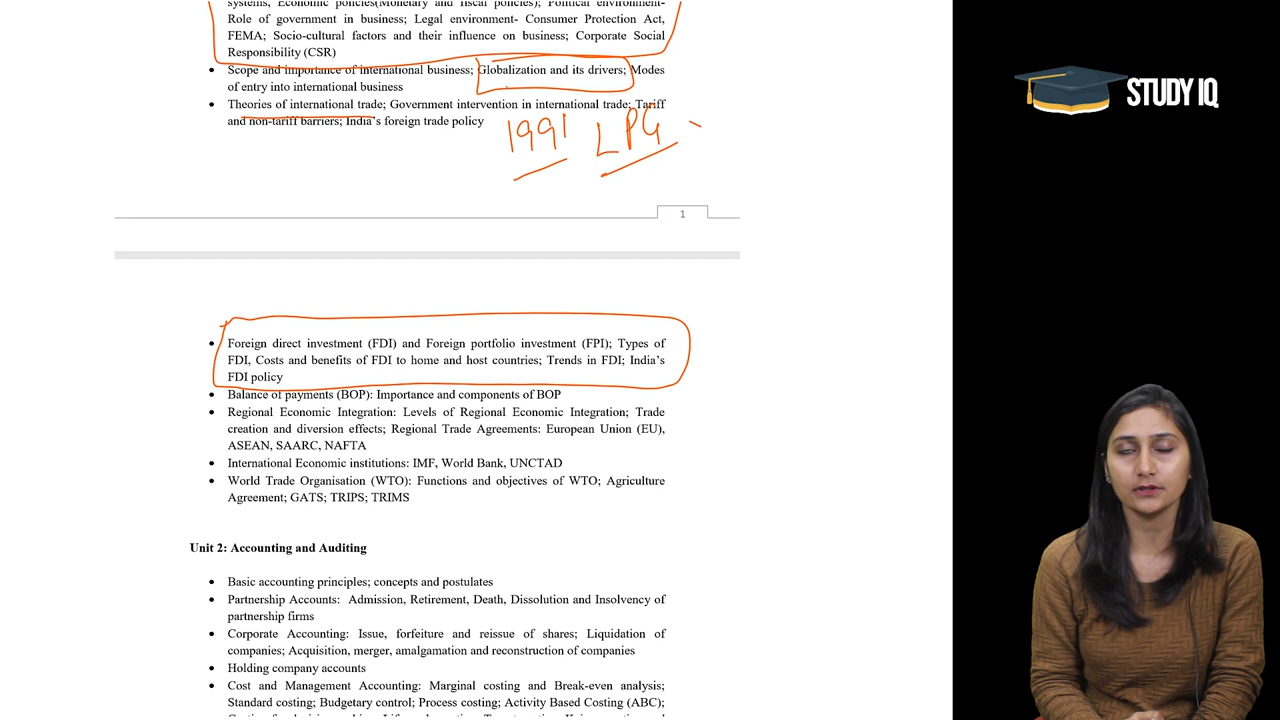 systems, Economic policies(Monetary and fiscal policies); Political environment-
Role of government in business; Legal environment- Consumer Protection Act,
FEMA; Socio-cultural factors and their influence on business; Corporate Social
Responsibility (CSR)
• Scope and importance of international business; Globalization and its drivers; Modes
of entry into international business
• Theories of international trade; Government intervention in international trade; Tariff
and non-tariff barriers; India's foreign trade policy
1991 LPG
1
• Foreign direct investment (FDI) and Foreign portfolio investment (FPI); Types of
FDI, Costs and benefits of FDI to home and host countries; Trends in FDI; India's
FDI policy
• Balance of payments (BOP): Importance and components of BOP
• Regional Economic Integration: Levels of Regional Economic Integration; Trade
creation and diversion effects; Regional Trade Agreements: European Union (EU),
ASEAN, SAARC, NAFTA
• International Economic institutions: IMF, World Bank, UNCTAD
• World Trade Organisation (WTO): Functions and objectives of WTO; Agriculture
Agreement; GATS; TRIPS; TRIMS
Unit 2: Accounting and Auditing
• Basic accounting principles; concepts and postulates
• Partnership Accounts: Admission, Retirement, Death, Dissolution and Insolvency of
partnership firms
• Corporate Accounting: Issue, forfeiture and reissue of shares; Liquidation of
companies; Acquisition, merger, amalgamation and reconstruction of companies
• Holding company accounts
• Cost and Management Accounting: Marginal costing and Break-even analysis;
Standard costing; Budgetary control; Process costing; Activity Based Costing (ABC);
STUDY IQ